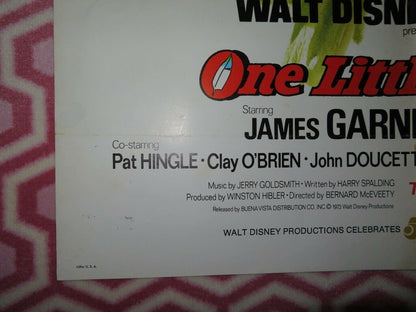 WALT DISNE
pre
One Littl
Starring
JAMES GARN
Co-starring
Pat HINGLE · Clay O'BRIEN · John DOUCETT
Music by JERRY GOLDSMITH · Written by HARRY SPALDING
Produced by WINSTON HIBLER · Directed by BERNARD McEVEETY
Released by BUENA VISTA DISTRIBUTION CO., INC. © 1973 Walt Disney Productions
WALT DISNEY PRODUCTIONS CELEBRATES